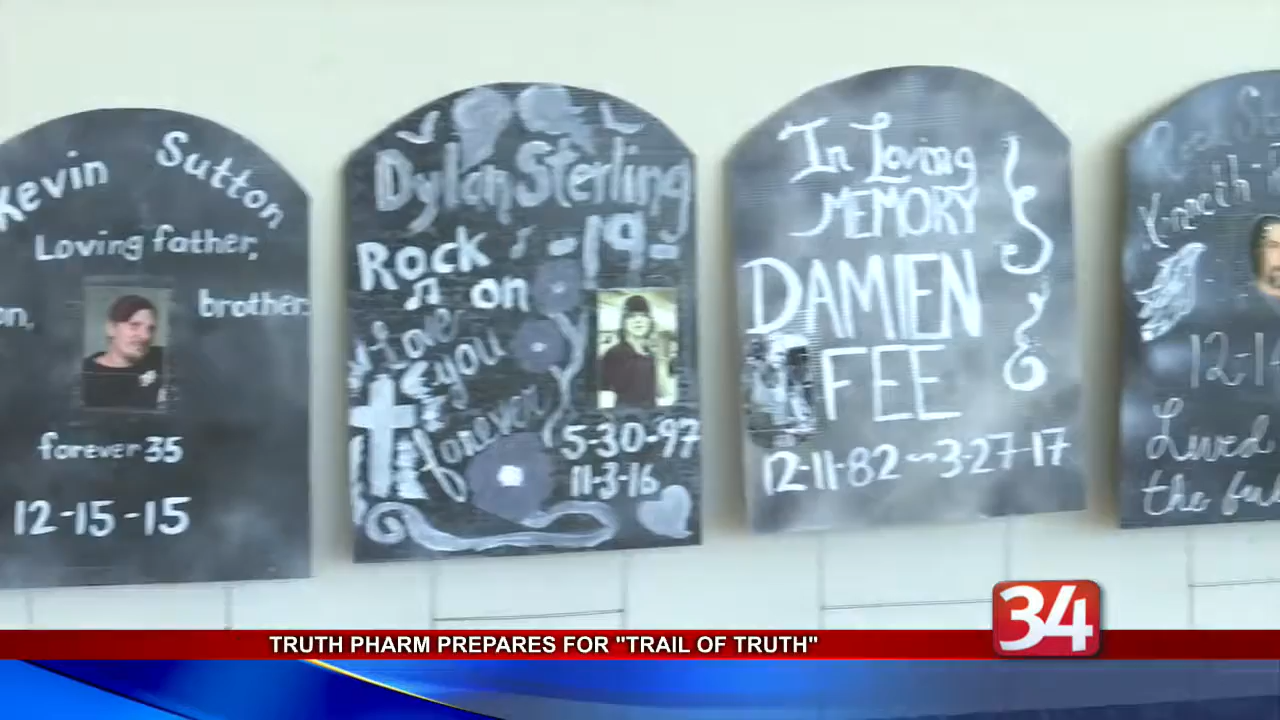 Kevin Sutton
Loving father,
on, brother,
forever 35
12-15-15
Dylan Sterling
-19-
Rock
on
Love
you
forever
5-30-97
11-3-16
In Loving
MEMORY
DAMIEN
FEE
12-11-82 - 3-27-17
12-1
Lived
the
TRUTH PHARM PREPARES FOR "TRAIL OF TRUTH"
34